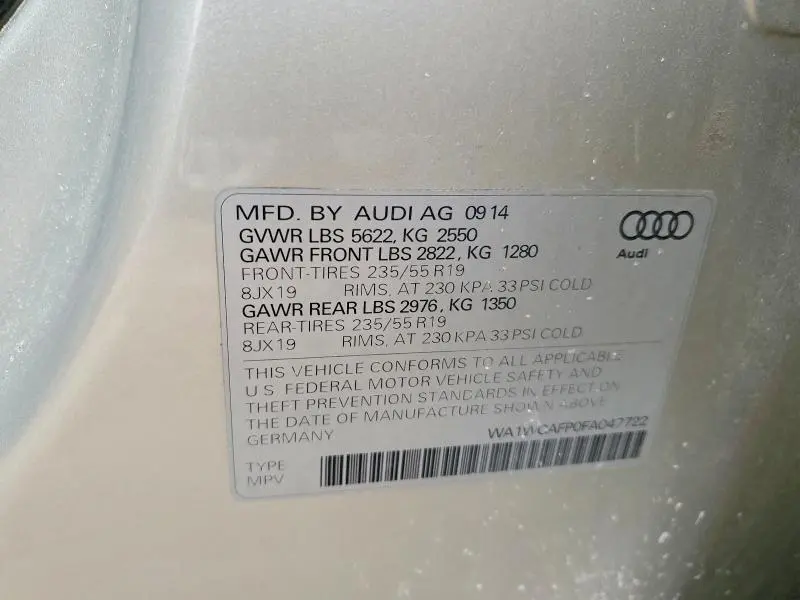 MFD. BY AUDI AG 09 14
GVWR LBS 5622, KG 2550
GAWR FRONT LBS 2822, KG 1280
FRONT-TIRES 235/55 R19
8JX19 RIMS, AT 230 KPA 33 PSI COLD
GAWR REAR LBS 2976, KG 1350
REAR-TIRES 235/55 R19
8JX19 RIMS, AT 230 KPA 33 PSI COLD
Audi
THIS VEHICLE CONFORMS TO ALL APPLICABLE
U S FEDERAL MOTOR VEHICLE SAFETY AND
THEFT PREVENTION STANDARDS IN EFFECT ON
THE DATE OF MANUFACTURE SHOWN ABOVE
GERMANY WA1WCAFP0FA047722
TYPE
MPV